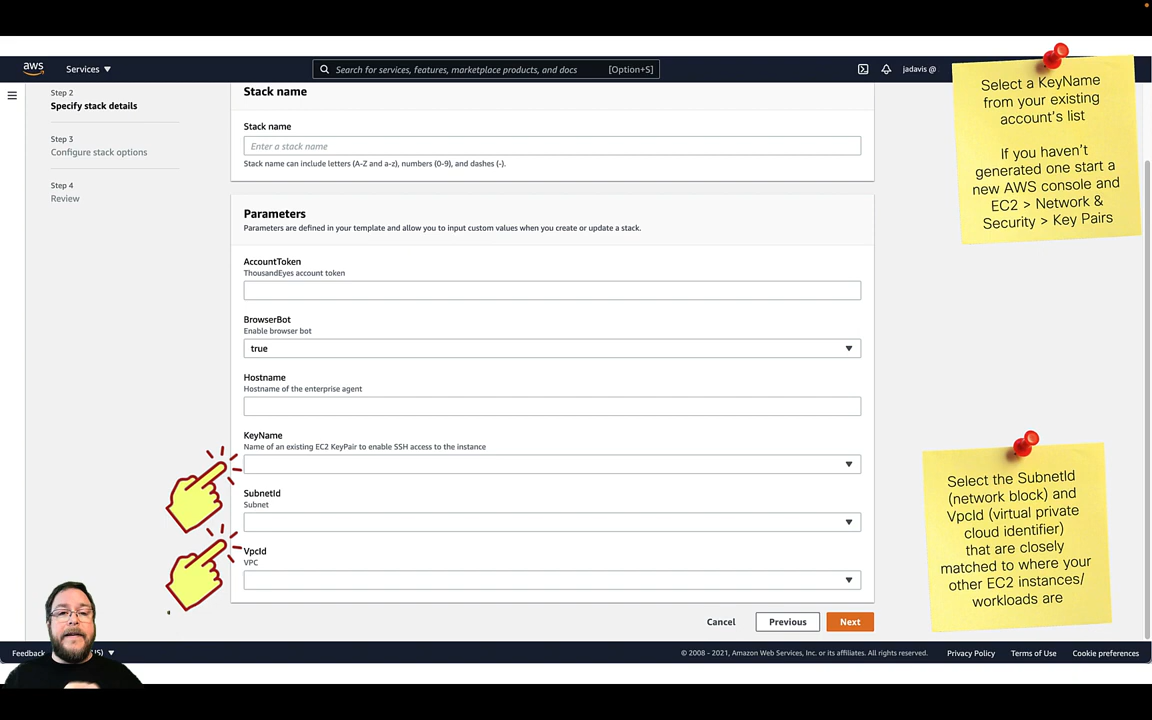 aws
Services ▼
Search for services, features, marketplace products, and docs
[Option+S]
jadavis @
Step 2
Specify stack details
Step 3
Configure stack options
Step 4
Review
Stack name
Stack name
Enter a stack name
Stack name can include letters (A-Z and a-z), numbers (0-9), and dashes (-).
Parameters
Parameters are defined in your template and allow you to input custom values when you create or update a stack.
AccountToken
ThousandEyes account token
BrowserBot
Enable browser bot
true
Hostname
Hostname of the enterprise agent
KeyName
Name of an existing EC2 KeyPair to enable SSH access to the instance
SubnetId
Subnet
VpcId
VPC
Cancel
Previous
Next
Select a KeyName
from your existing
account's list
If you haven't
generated one start a
new AWS console and
EC2 > Network &
Security > Key Pairs
Select the SubnetId
(network block) and
VpcId (virtual private
cloud identifier)
that are closely
matched to where your
other EC2 instances/
workloads are
Feedback
© 2008 - 2021, Amazon Web Services, Inc. or its affiliates. All rights reserved.
Privacy Policy
Terms of Use
Cookie preferences